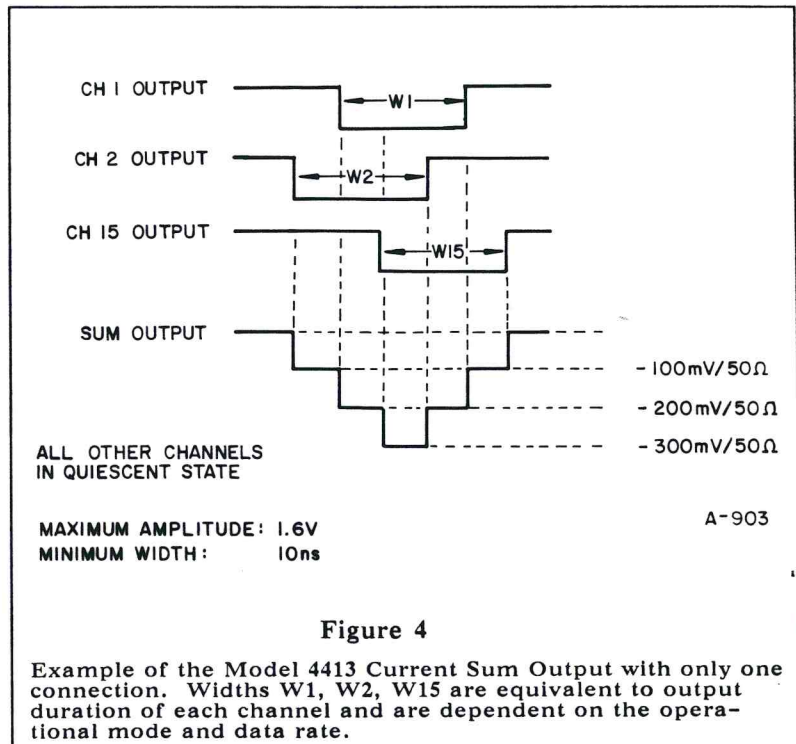 CH 1 OUTPUT
W1
CH 2 OUTPUT
W2
CH 15 OUTPUT
W15
SUM OUTPUT
-100mV/50Ω
-200mV/50Ω
-300mV/50Ω
ALL OTHER CHANNELS
IN QUIESCENT STATE
A-903
MAXIMUM AMPLITUDE: 1.6V
MINIMUM WIDTH: 10ns
Figure 4
Example of the Model 4413 Current Sum Output with only one
connection. Widths W1, W2, W15 are equivalent to output
duration of each channel and are dependent on the opera-
tional mode and data rate.